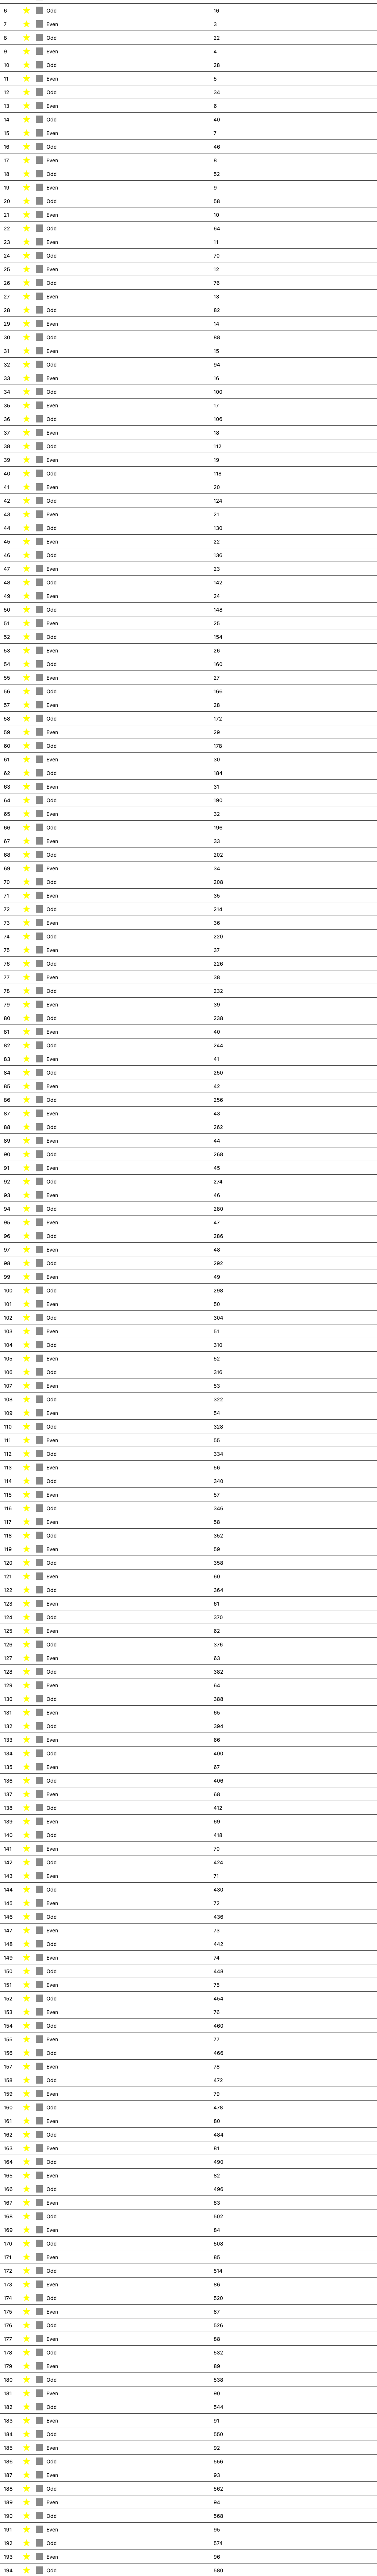 6 Odd 16
7 Even 3
8 Odd 22
9 Even 4
10 Odd 28
11 Even 5
12 Odd 34
13 Even 6
14 Odd 40
15 Even 7
16 Odd 46
17 Even 8
18 Odd 52
19 Even 9
20 Odd 58
21 Even 10
22 Odd 64
23 Even 11
24 Odd 70
25 Even 12
26 Odd 76
27 Even 13
28 Odd 82
29 Even 14
30 Odd 88
31 Even 15
32 Odd 94
33 Even 16
34 Odd 100
35 Even 17
36 Odd 106
37 Even 18
38 Odd 112
39 Even 19
40 Odd 118
41 Even 20
42 Odd 124
43 Even 21
44 Odd 130
45 Even 22
46 Odd 136
47 Even 23
48 Odd 142
49 Even 24
50 Odd 148
51 Even 25
52 Odd 154
53 Even 26
54 Odd 160
55 Even 27
56 Odd 166
57 Even 28
58 Odd 172
59 Even 29
60 Odd 178
61 Even 30
62 Odd 184
63 Even 31
64 Odd 190
65 Even 32
66 Odd 196
67 Even 33
68 Odd 202
69 Even 34
70 Odd 208
71 Even 35
72 Odd 214
73 Even 36
74 Odd 220
75 Even 37
76 Odd 226
77 Even 38
78 Odd 232
79 Even 39
80 Odd 238
81 Even 40
82 Odd 244
83 Even 41
84 Odd 250
85 Even 42
86 Odd 256
87 Even 43
88 Odd 262
89 Even 44
90 Odd 268
91 Even 45
92 Odd 274
93 Even 46
94 Odd 280
95 Even 47
96 Odd 286
97 Even 48
98 Odd 292
99 Even 49
100 Odd 298
101 Even 50
102 Odd 304
103 Even 51
104 Odd 310
105 Even 52
106 Odd 316
107 Even 53
108 Odd 322
109 Even 54
110 Odd 328
111 Even 55
112 Odd 334
113 Even 56
114 Odd 340
115 Even 57
116 Odd 346
117 Even 58
118 Odd 352
119 Even 59
120 Odd 358
121 Even 60
122 Odd 364
123 Even 61
124 Odd 370
125 Even 62
126 Odd 376
127 Even 63
128 Odd 382
129 Even 64
130 Odd 388
131 Even 65
132 Odd 394
133 Even 66
134 Odd 400
135 Even 67
136 Odd 406
137 Even 68
138 Odd 412
139 Even 69
140 Odd 418
141 Even 70
142 Odd 424
143 Even 71
144 Odd 430
145 Even 72
146 Odd 436
147 Even 73
148 Odd 442
149 Even 74
150 Odd 448
151 Even 75
152 Odd 454
153 Even 76
154 Odd 460
155 Even 77
156 Odd 466
157 Even 78
158 Odd 472
159 Even 79
160 Odd 478
161 Even 80
162 Odd 484
163 Even 81
164 Odd 490
165 Even 82
166 Odd 496
167 Even 83
168 Odd 502
169 Even 84
170 Odd 508
171 Even 85
172 Odd 514
173 Even 86
174 Odd 520
175 Even 87
176 Odd 526
177 Even 88
178 Odd 532
179 Even 89
180 Odd 538
181 Even 90
182 Odd 544
183 Even 91
184 Odd 550
185 Even 92
186 Odd 556
187 Even 93
188 Odd 562
189 Even 94
190 Odd 568
191 Even 95
192 Odd 574
193 Even 96
194 Odd 580